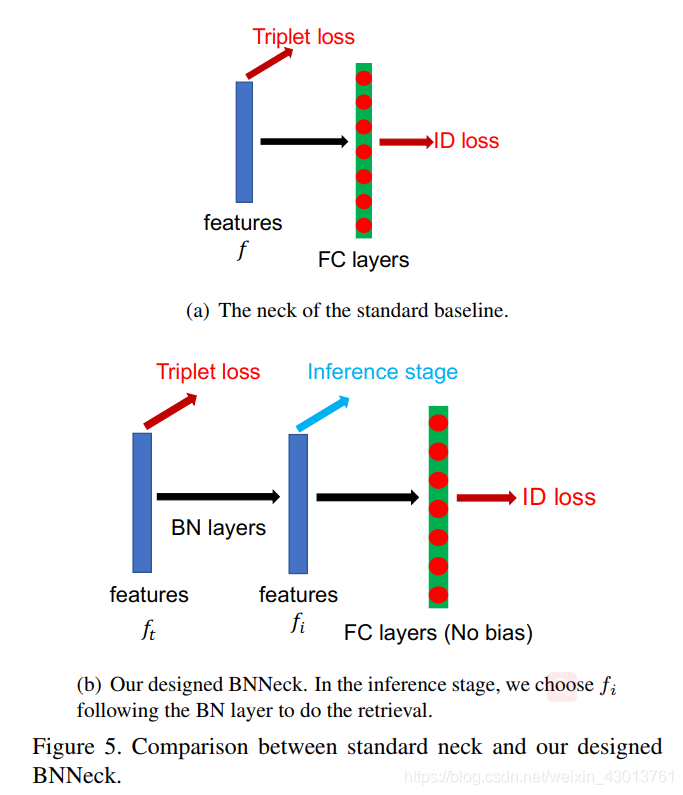 Triplet loss
ID loss
features
f
FC layers
(a) The neck of the standard baseline.
Triplet loss
Inference stage
ID loss
BN layers
features
features
fₜ
fᵢ
FC layers (No bias)
(b) Our designed BNNeck. In the inference stage, we choose fᵢ
following the BN layer to do the retrieval.
Figure 5. Comparison between standard neck and our designed
BNNeck.
https://blog.csdn.net/weixin_43013761